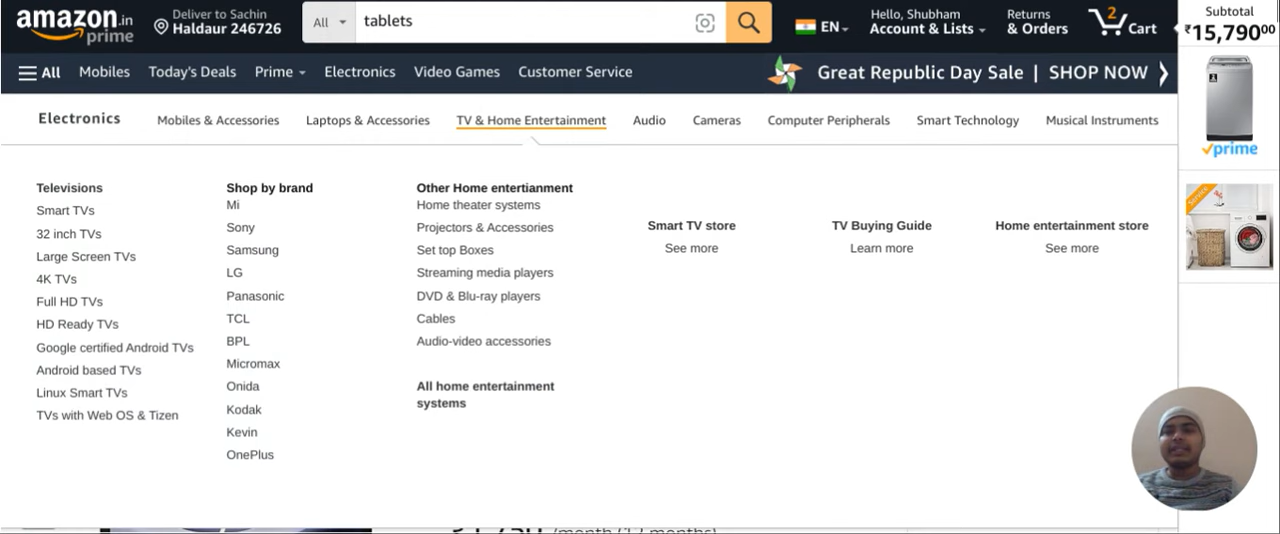 amazon.in
prime
Deliver to Sachin
Haldaur 246726
All
tablets
EN
Hello, Shubham
Account & Lists
Returns
& Orders
2
Cart
Subtotal
₹15,790⁰⁰
All
Mobiles
Today's Deals
Prime
Electronics
Video Games
Customer Service
Great Republic Day Sale | SHOP NOW
Electronics
Mobiles & Accessories
Laptops & Accessories
TV & Home Entertainment
Audio
Cameras
Computer Peripherals
Smart Technology
Musical Instruments
prime
Service
Televisions
Smart TVs
32 inch TVs
Large Screen TVs
4K TVs
Full HD TVs
HD Ready TVs
Google certified Android TVs
Android based TVs
Linux Smart TVs
TVs with Web OS & Tizen
Shop by brand
Mi
Sony
Samsung
LG
Panasonic
TCL
BPL
Micromax
Onida
Kodak
Kevin
OnePlus
Other Home entertianment
Home theater systems
Projectors & Accessories
Set top Boxes
Streaming media players
DVD & Blu-ray players
Cables
Audio-video accessories
All home entertainment
systems
Smart TV store
See more
TV Buying Guide
Learn more
Home entertainment store
See more
/month (12 months)